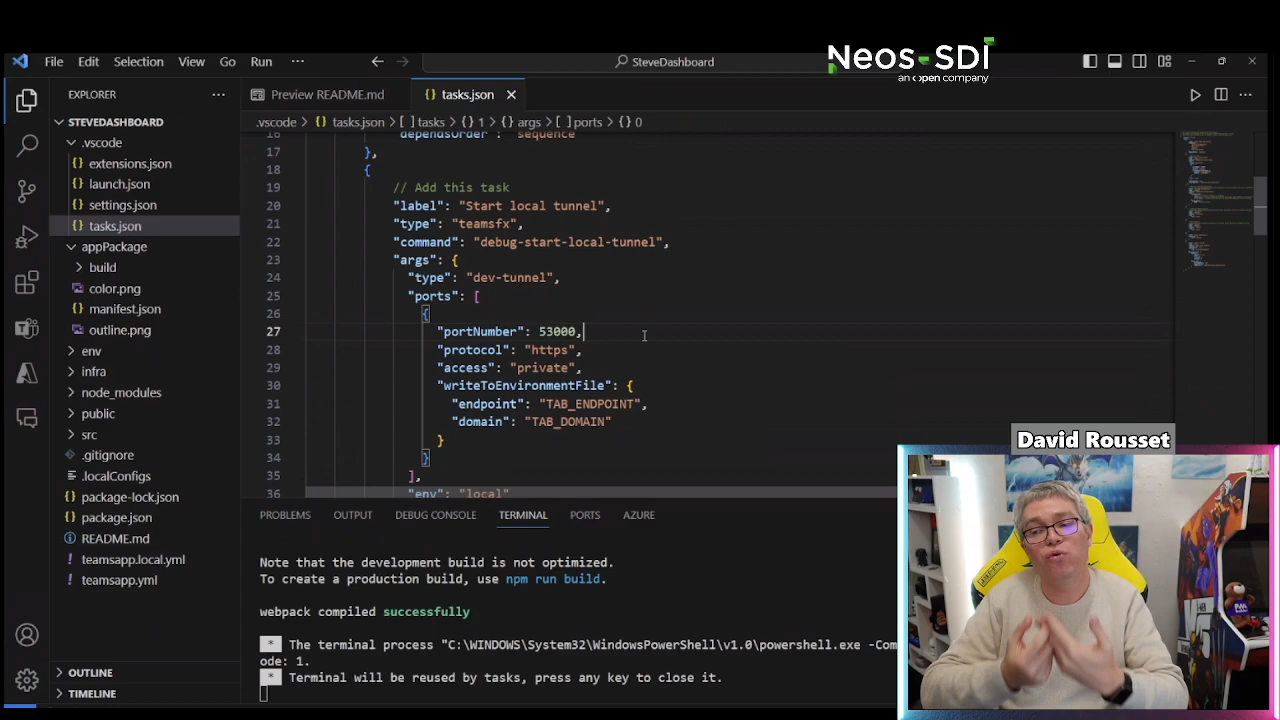 Neos-SDI
an open company
File Edit Selection View Go Run ··· SteveDashboard
EXPLORER ···
Preview README.md
tasks.json
STEVEDASHBOARD
.vscode > tasks.json > [ ] tasks > {} 1 > {} args > [ ] ports > {} 0
.vscode
extensions.json
launch.json
settings.json
tasks.json
appPackage
build
color.png
manifest.json
outline.png
env
infra
node_modules
public
src
.gitignore
.localConfigs
package-lock.json
package.json
README.md
teamsapp.local.yml
teamsapp.yml
OUTLINE
TIMELINE
16 "dependsOrder": "sequence"
17 },
18 {
19 // Add this task
20 "label": "Start local tunnel",
21 "type": "teamsfx",
22 "command": "debug-start-local-tunnel",
23 "args": {
24 "type": "dev-tunnel",
25 "ports": [
26 {
27 "portNumber": 53000,
28 "protocol": "https",
29 "access": "private",
30 "writeToEnvironmentFile": {
31 "endpoint": "TAB_ENDPOINT",
32 "domain": "TAB_DOMAIN"
33 }
34 }
35 ],
36 "env": "local"
PROBLEMS OUTPUT DEBUG CONSOLE TERMINAL PORTS AZURE
Note that the development build is not optimized.
To create a production build, use npm run build.
webpack compiled successfully
* The terminal process "C:\WINDOWS\System32\WindowsPowerShell\v1.0\powershell.exe -Com
ode: 1.
* Terminal will be reused by tasks, press any key to close it.
David Rousset